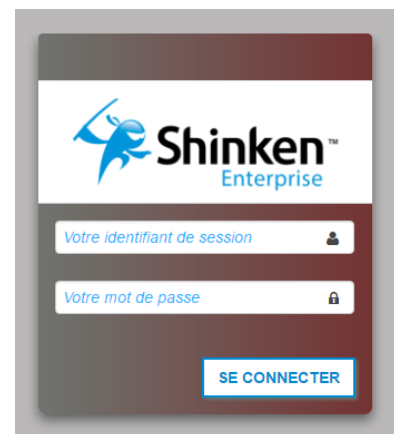 Shinken™
Enterprise
Votre identifiant de session
Votre mot de passe
SE CONNECTER